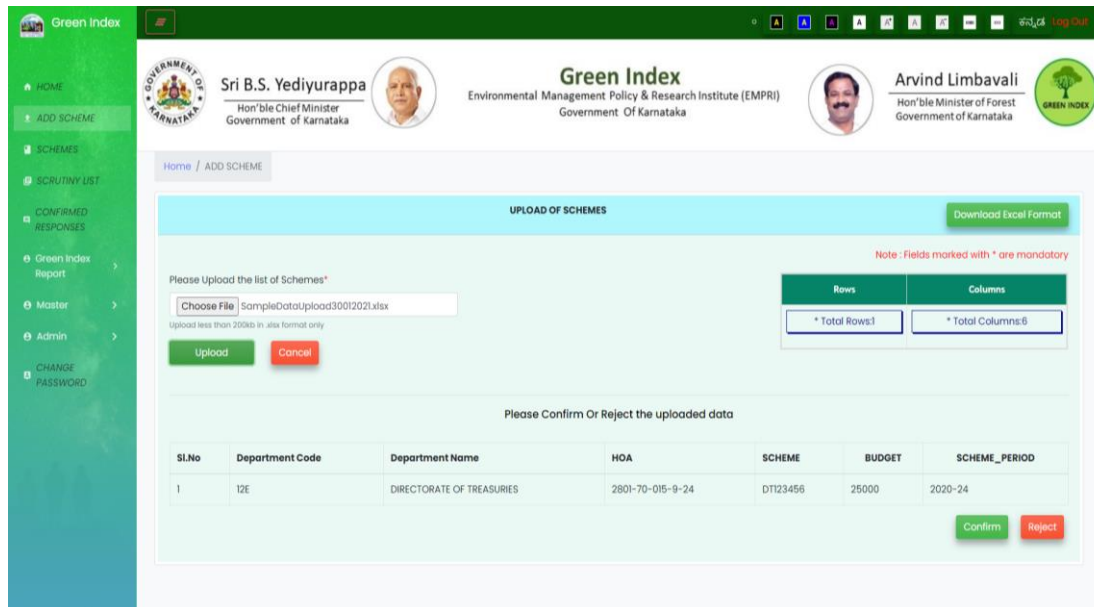 Green Index
A A A A A+ A A-
ಕನ್ನಡ Log Out
HOME
ADD SCHEME
SCHEMES
SCRUTINY LIST
CONFIRMED
RESPONSES
Green Index
Report
Master
Admin
CHANGE
PASSWORD
GOVERNMENT OF KARNATAKA
Sri B.S. Yediyurappa
Hon'ble Chief Minister
Government of Karnataka
Green Index
Environmental Management Policy & Research Institute (EMPRI)
Government Of Karnataka
Arvind Limbavali
Hon'ble Minister of Forest
Government of Karnataka
GREEN INDEX
Home / ADD SCHEME
UPLOAD OF SCHEMES
Download Excel Format
Note : Fields marked with * are mandatory
Please Upload the list of Schemes*
Choose File SampleDataUpload30012021.xlsx
Upload less than 200kb in .xlsx format only
Upload Cancel
Rows Columns
* Total Rows:1 * Total Columns:6
Please Confirm Or Reject the uploaded data
Sl.No Department Code Department Name HOA SCHEME BUDGET SCHEME_PERIOD
1 12E DIRECTORATE OF TREASURIES 2801-70-015-9-24 DT123456 25000 2020-24
Confirm Reject